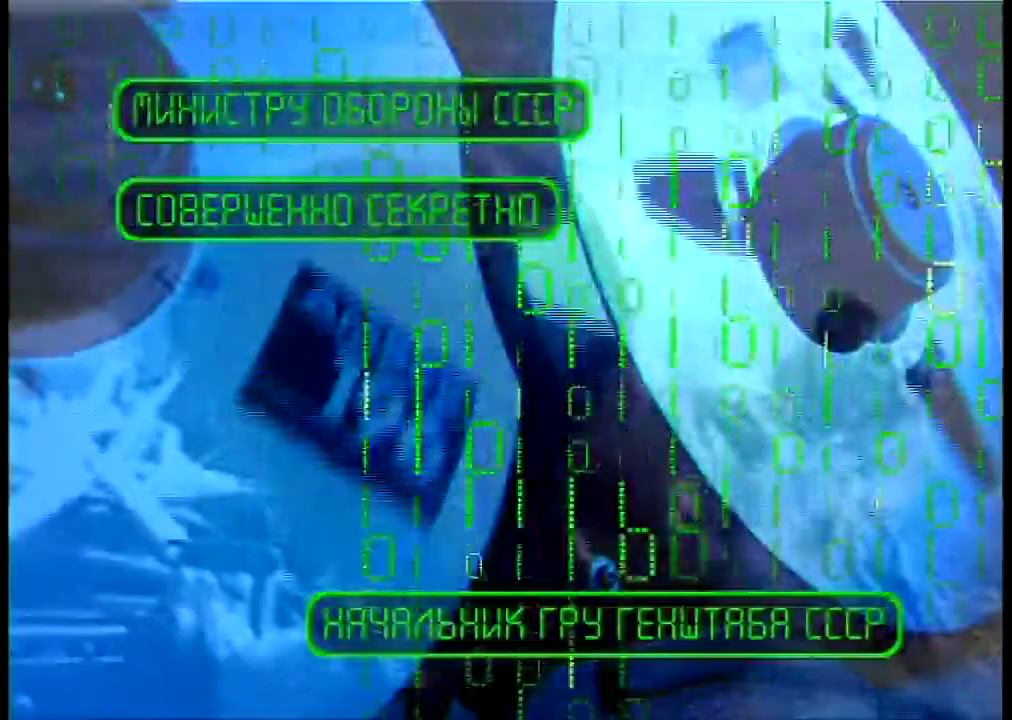 МИНИСТРУ ОБОРОНЫ СССР
СОВЕРШЕННО СЕКРЕТНО
НАЧАЛЬНИК ГРУ ГЕНШТАБА СССР